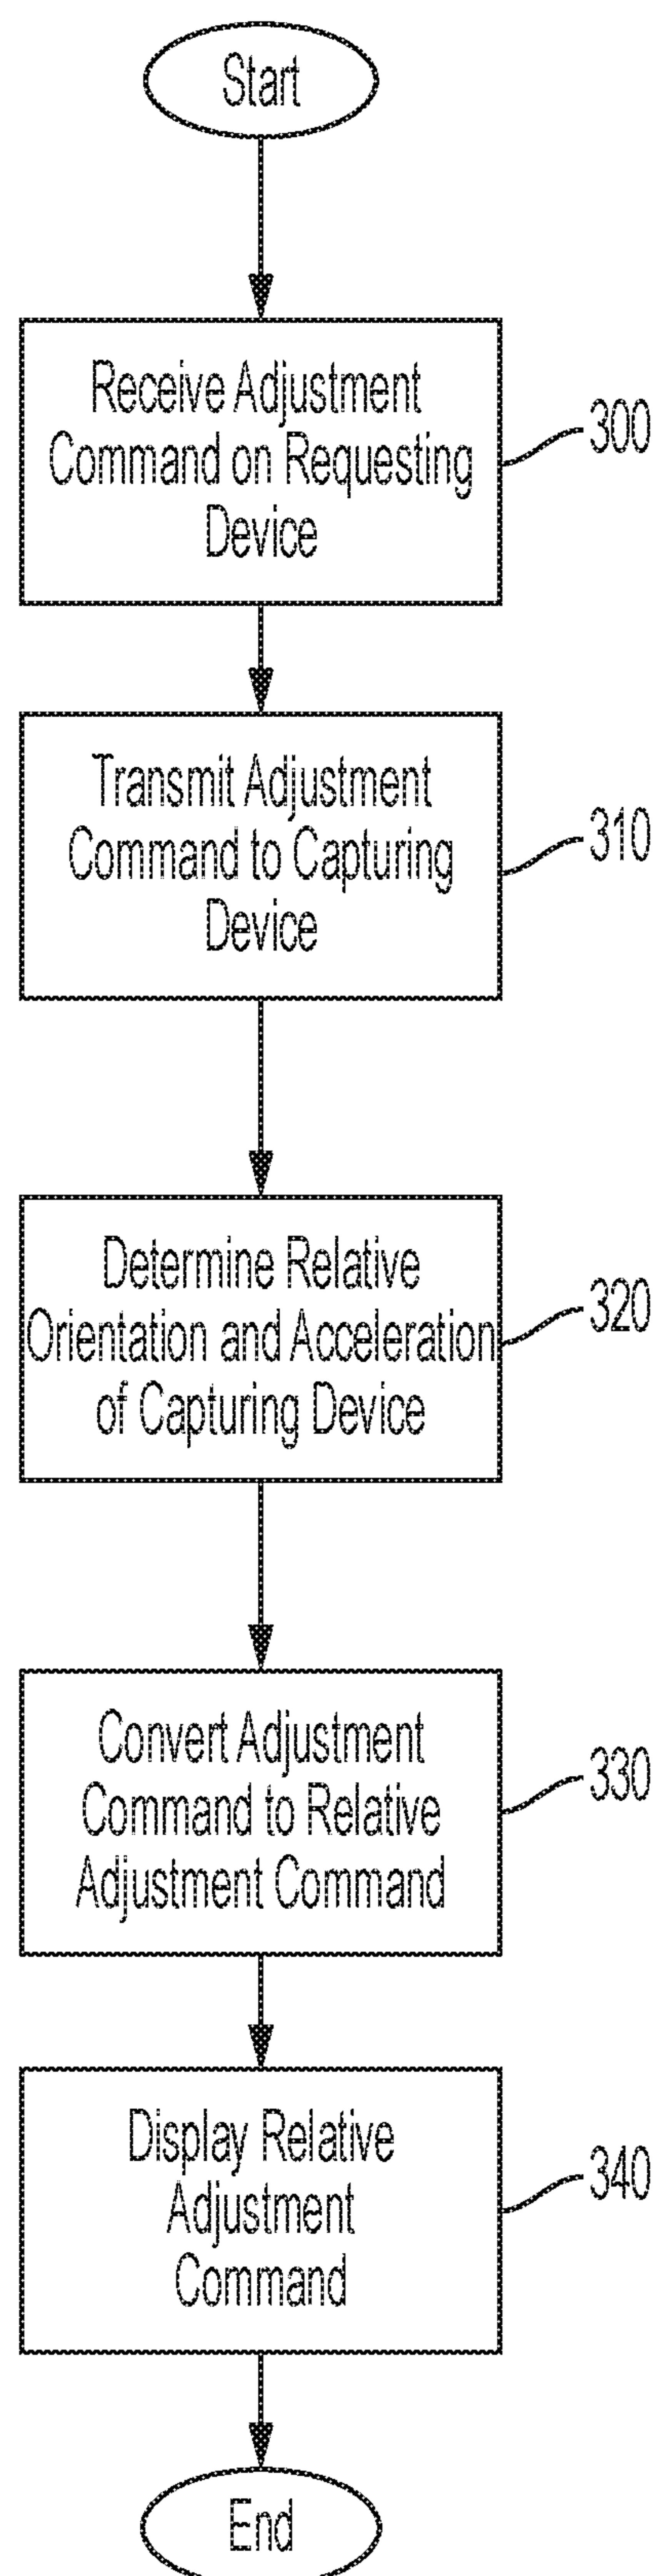 Start
Receive Adjustment
Command on Requesting
Device
300
Transmit Adjustment
Command to Capturing
Device
310
Determine Relative
Orientation and Acceleration
of Capturing Device
320
Convert Adjustment
Command to Relative
Adjustment Command
330
Display Relative
Adjustment
Command
340
End